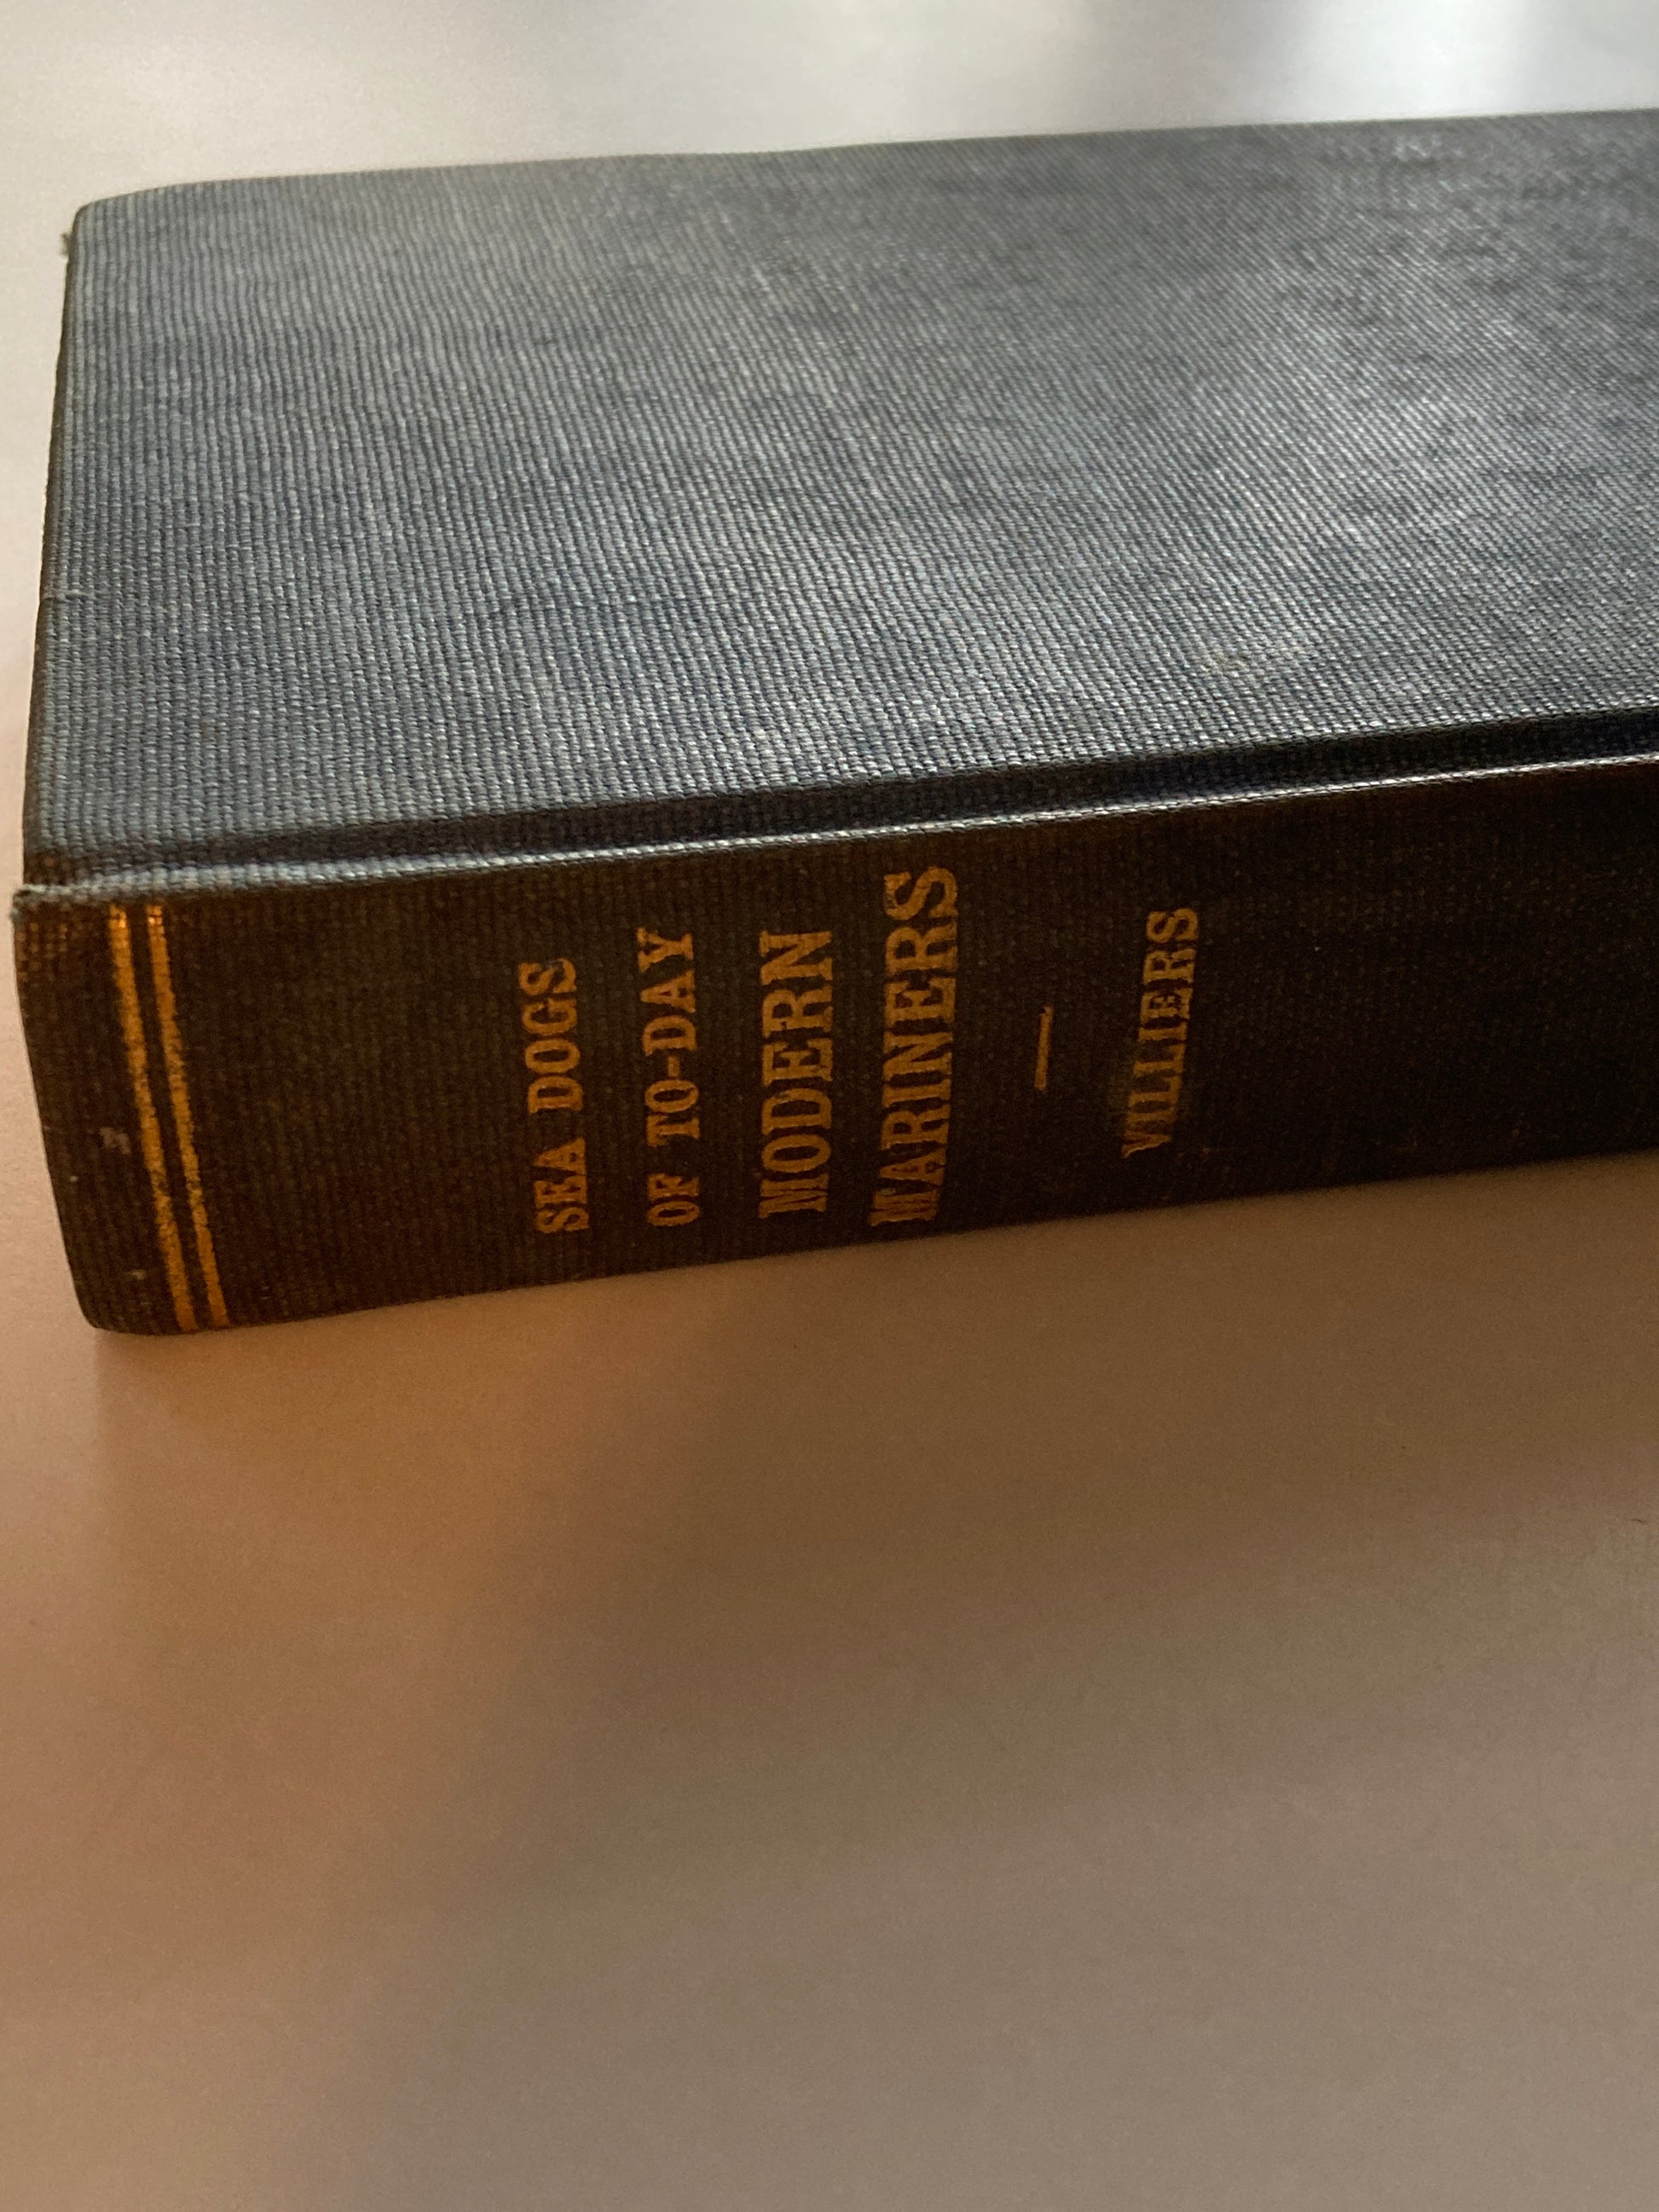 SEA DOGS
OF TO-DAY
MODERN
MARINERS
—
VILLIERS